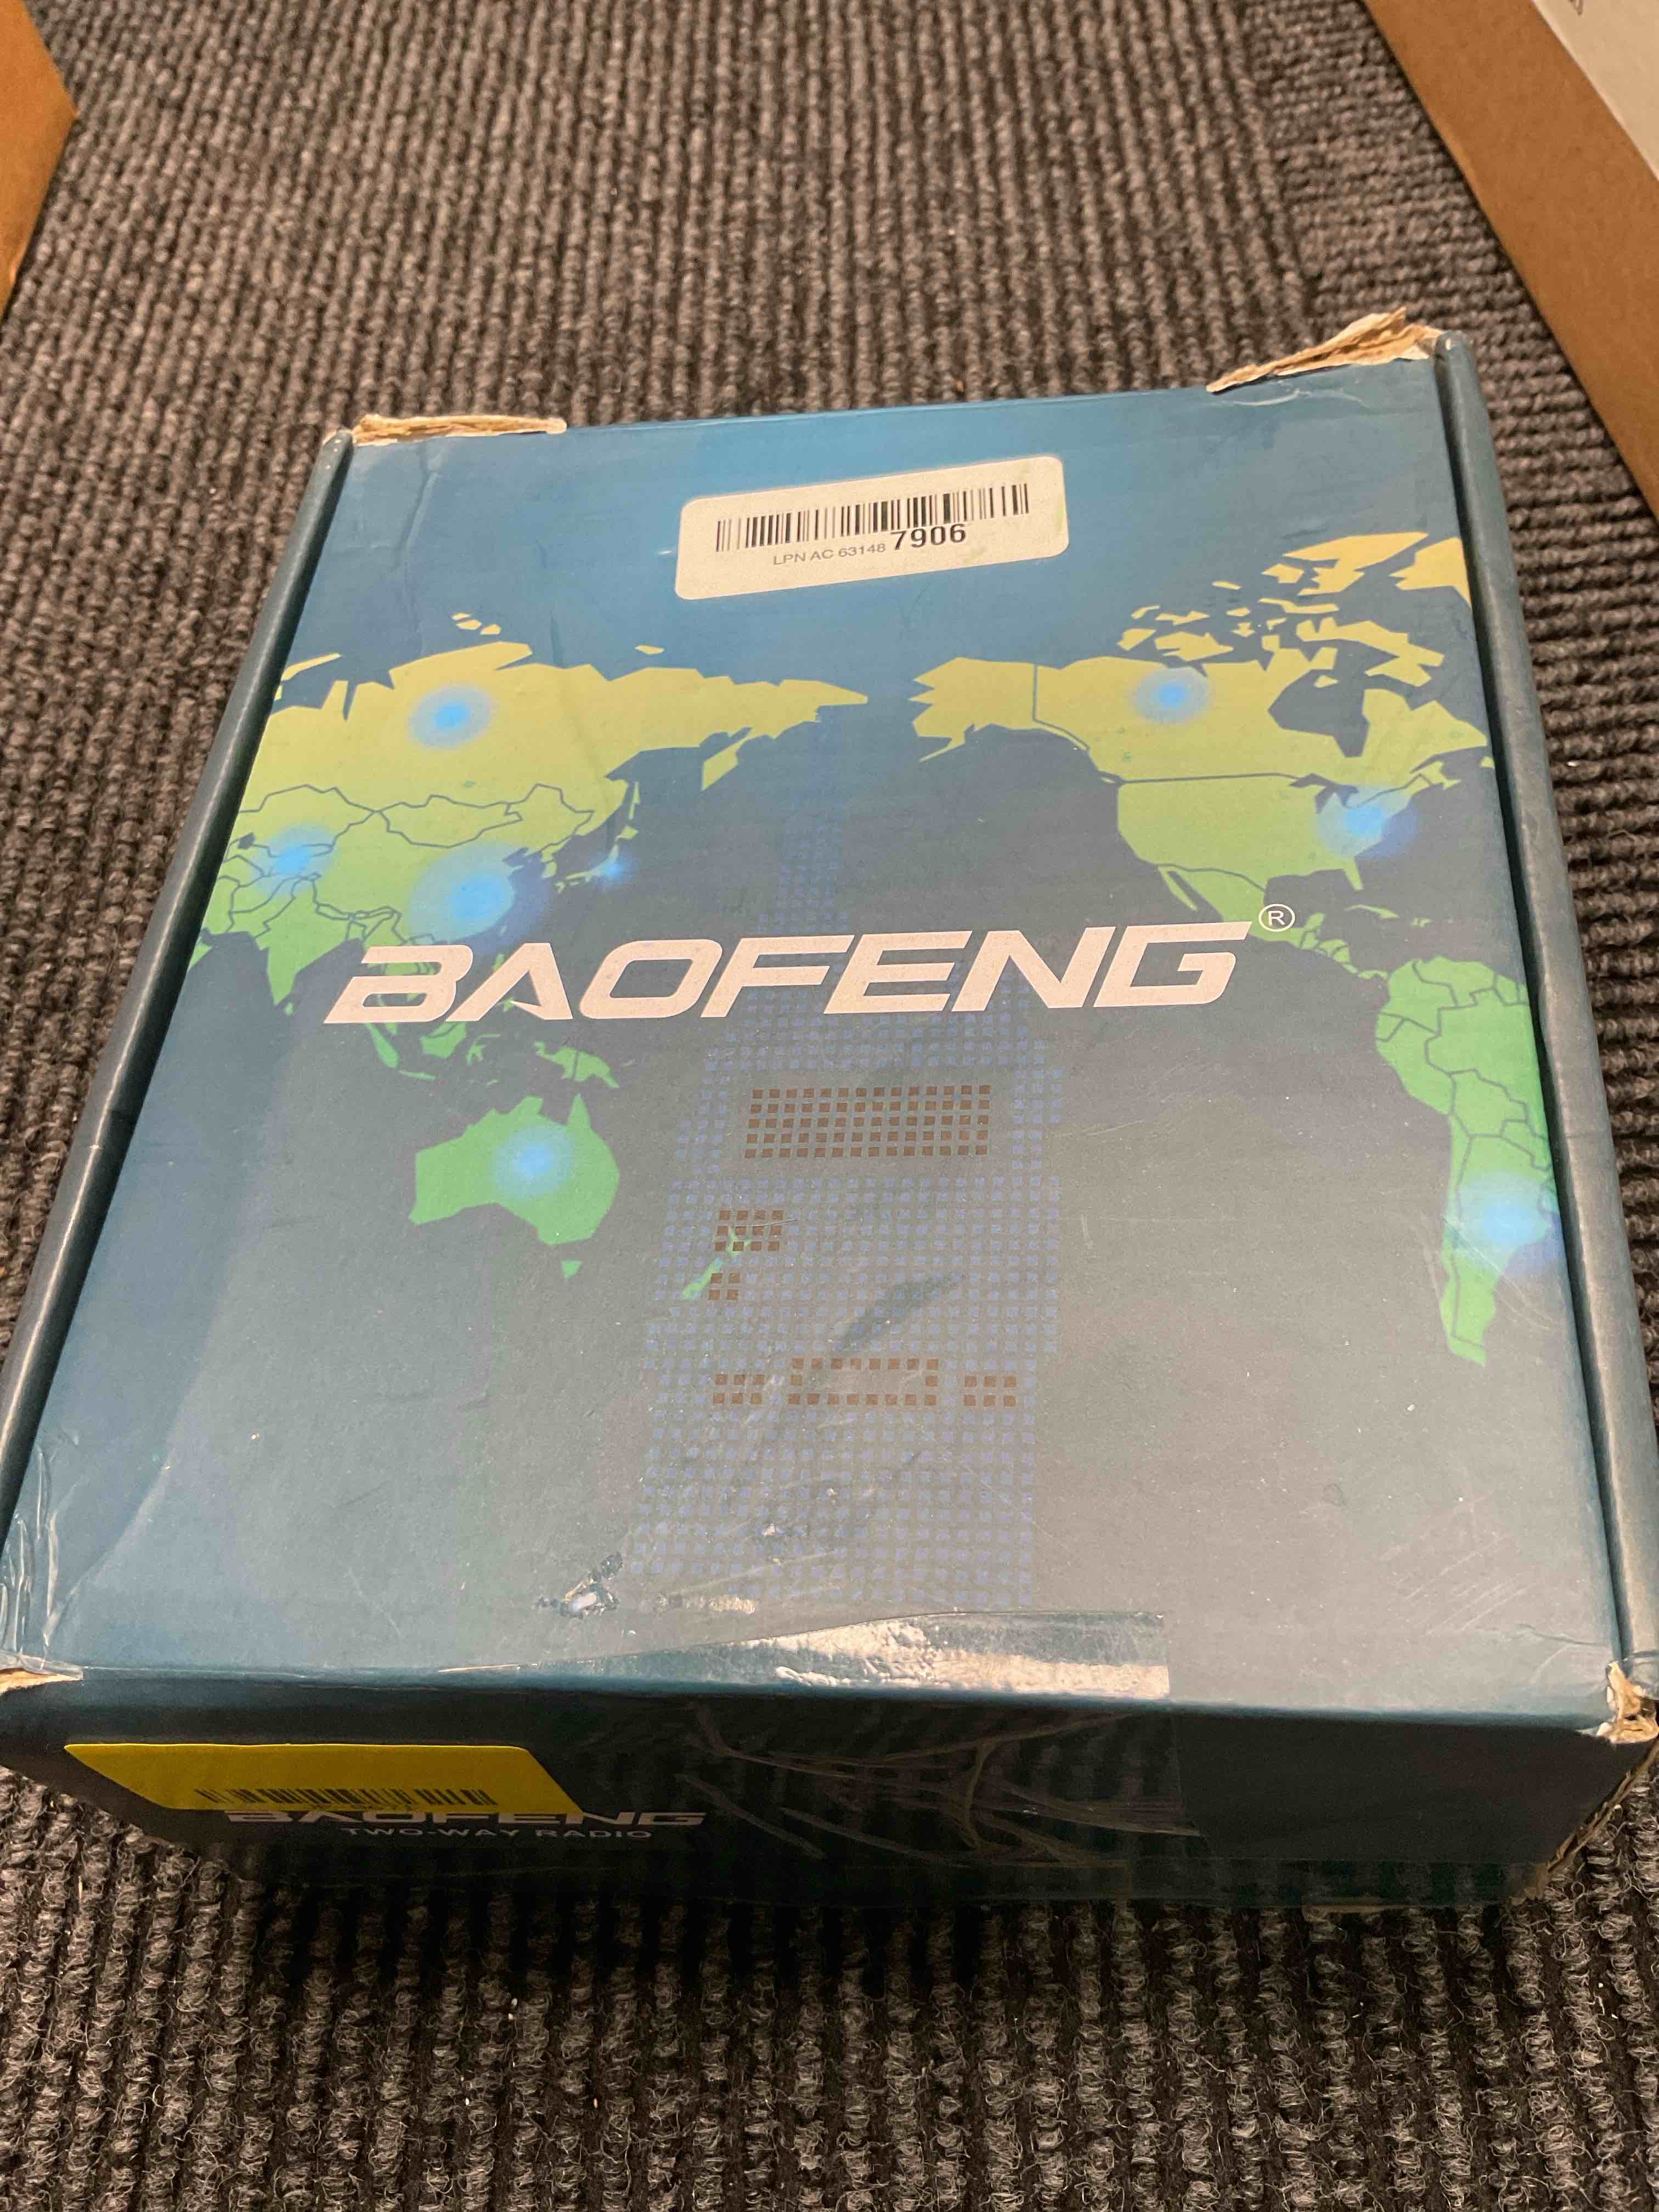 LPN AC 63148 7906
BAOFENG®
BAOFENG
TWO-WAY RADIO